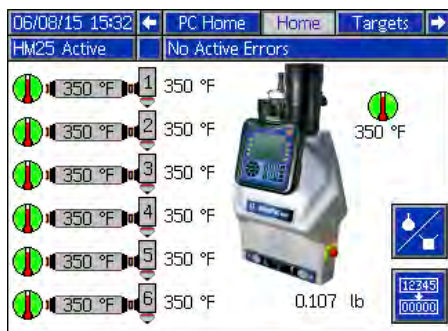 06/08/15 15:32 PC Home Home Targets
HM25 Active No Active Errors
350 °F 1 350 °F
350 °F 2 350 °F
350 °F
350 °F 3 350 °F
350 °F 4 350 °F
350 °F 5 350 °F
350 °F 6 350 °F
0.107 lb
12345
00000